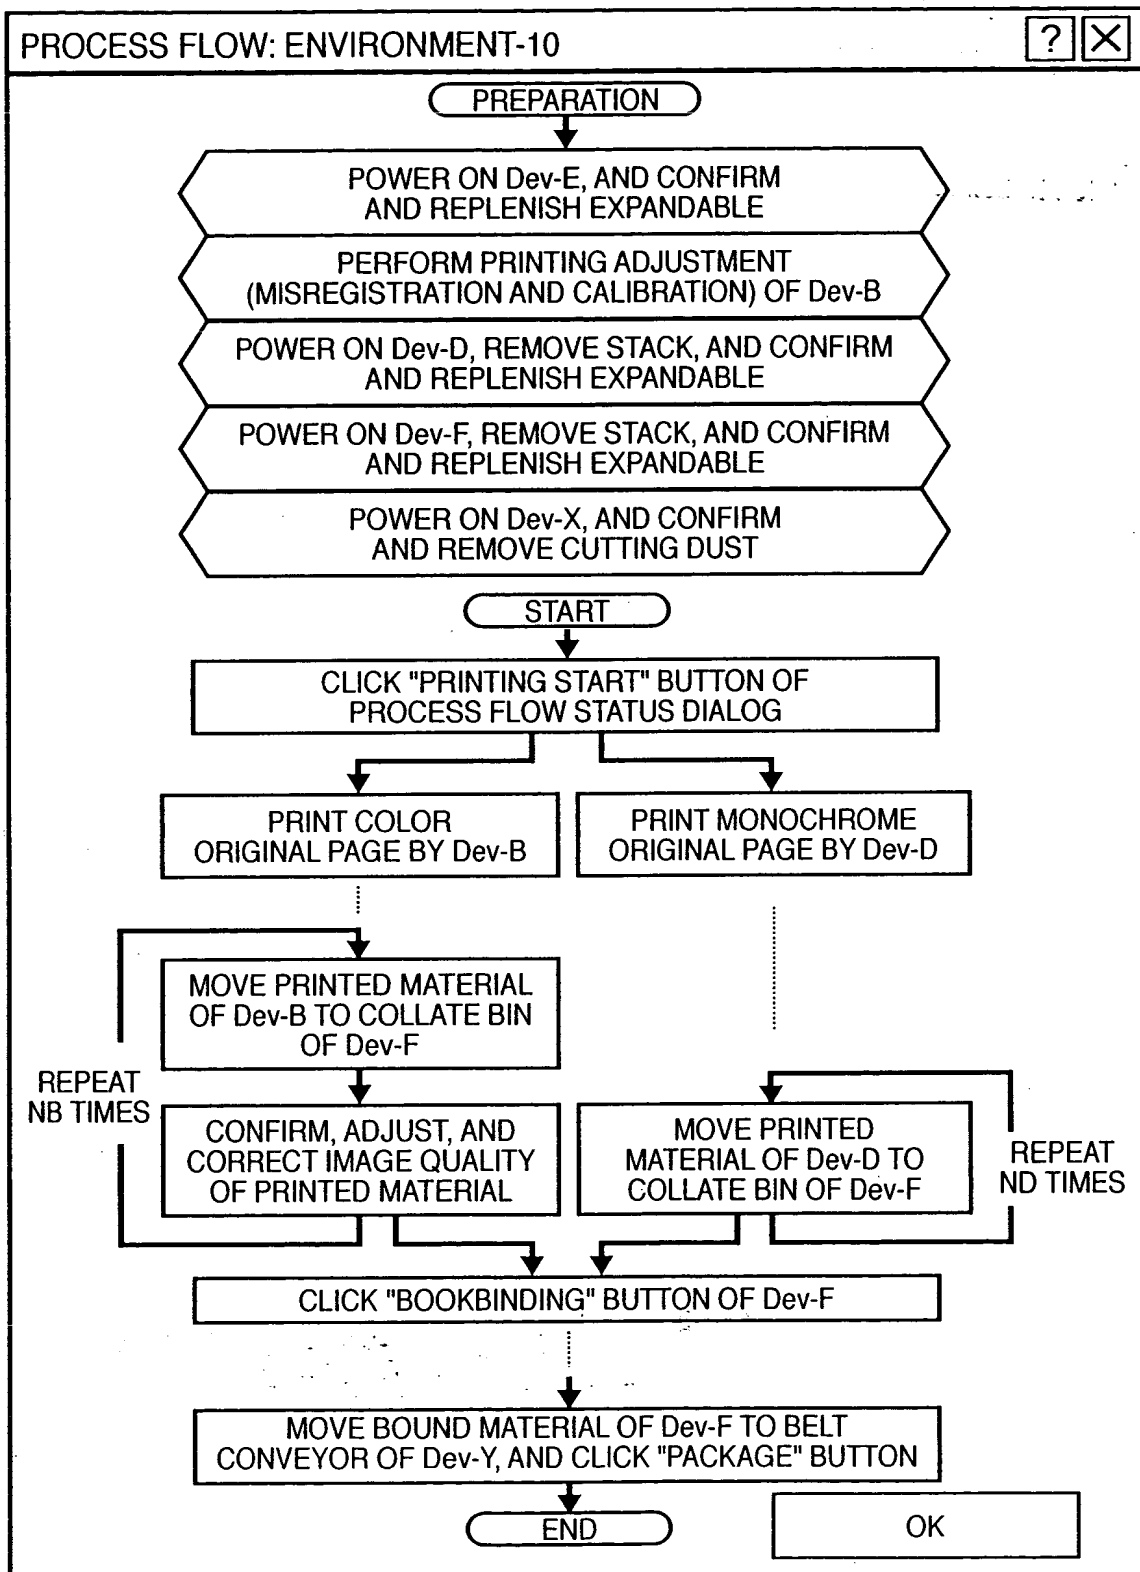 PROCESS FLOW: ENVIRONMENT-10
?
PREPARATION
POWER ON Dev-E, AND CONFIRM
AND REPLENISH EXPANDABLE
PERFORM PRINTING ADJUSTMENT
(MISREGISTRATION AND CALIBRATION) OF Dev-B
POWER ON Dev-D, REMOVE STACK, AND CONFIRM
AND REPLENISH EXPANDABLE
POWER ON Dev-F, REMOVE STACK, AND CONFIRM
AND REPLENISH EXPANDABLE
POWER ON Dev-X, AND CONFIRM
AND REMOVE CUTTING DUST
START
CLICK "PRINTING START" BUTTON OF
PROCESS FLOW STATUS DIALOG
PRINT COLOR
ORIGINAL PAGE BY Dev-B
PRINT MONOCHROME
ORIGINAL PAGE BY Dev-D
MOVE PRINTED MATERIAL
OF Dev-B TO COLLATE BIN
OF Dev-F
REPEAT
NB TIMES
CONFIRM, ADJUST, AND
CORRECT IMAGE QUALITY
OF PRINTED MATERIAL
MOVE PRINTED
MATERIAL OF Dev-D TO
COLLATE BIN OF Dev-F
REPEAT
ND TIMES
CLICK "BOOKBINDING" BUTTON OF Dev-F
MOVE BOUND MATERIAL OF Dev-F TO BELT
CONVEYOR OF Dev-Y, AND CLICK "PACKAGE" BUTTON
END
OK